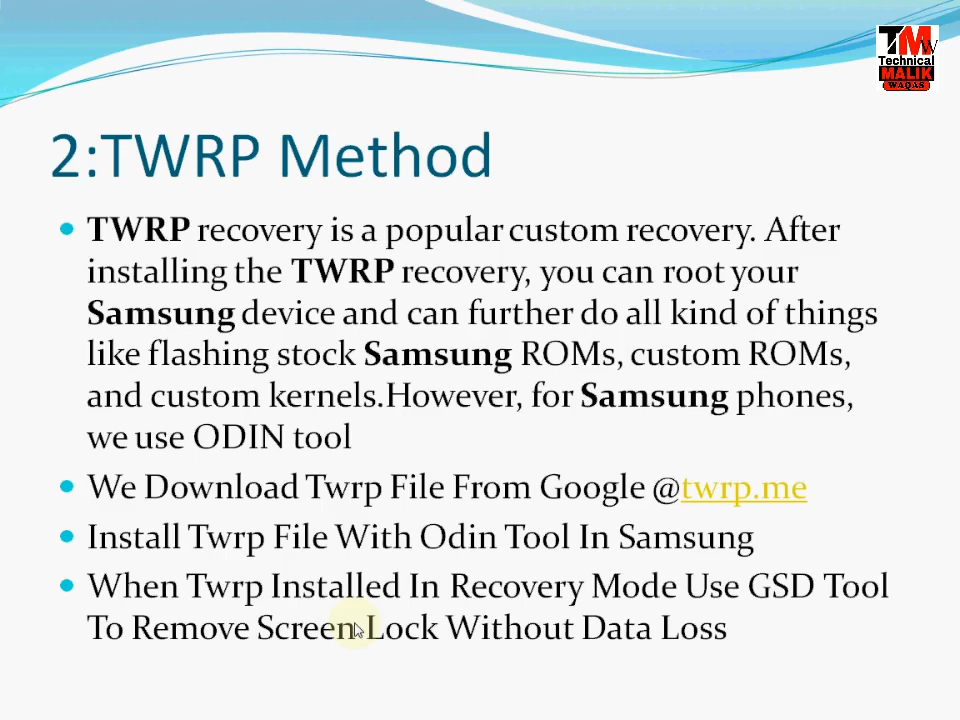 TMW
Technical
MALIK
WAQAS
2:TWRP Method
TWRP recovery is a popular custom recovery. After
installing the TWRP recovery, you can root your
Samsung device and can further do all kind of things
like flashing stock Samsung ROMs, custom ROMs,
and custom kernels.However, for Samsung phones,
we use ODIN tool
We Download Twrp File From Google @twrp.me
Install Twrp File With Odin Tool In Samsung
When Twrp Installed In Recovery Mode Use GSD Tool
To Remove Screen Lock Without Data Loss